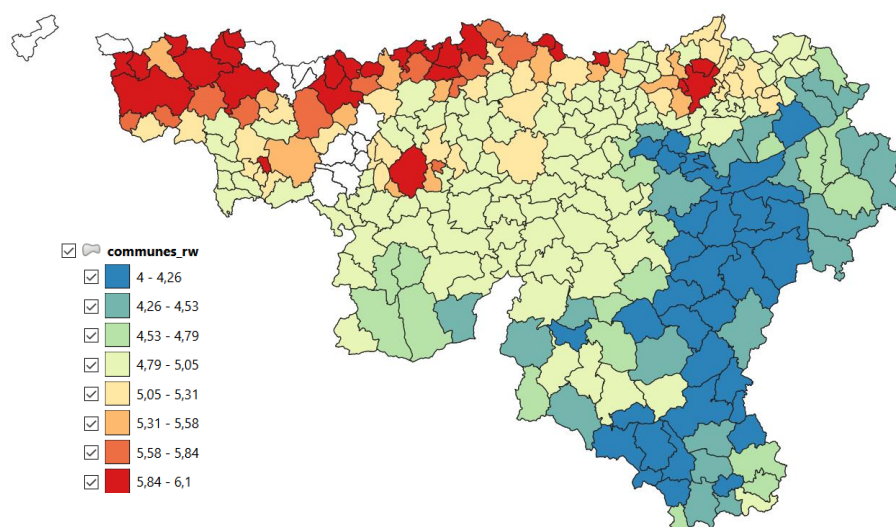 communes_rw
4 - 4,26
4,26 - 4,53
4,53 - 4,79
4,79 - 5,05
5,05 - 5,31
5,31 - 5,58
5,58 - 5,84
5,84 - 6,1